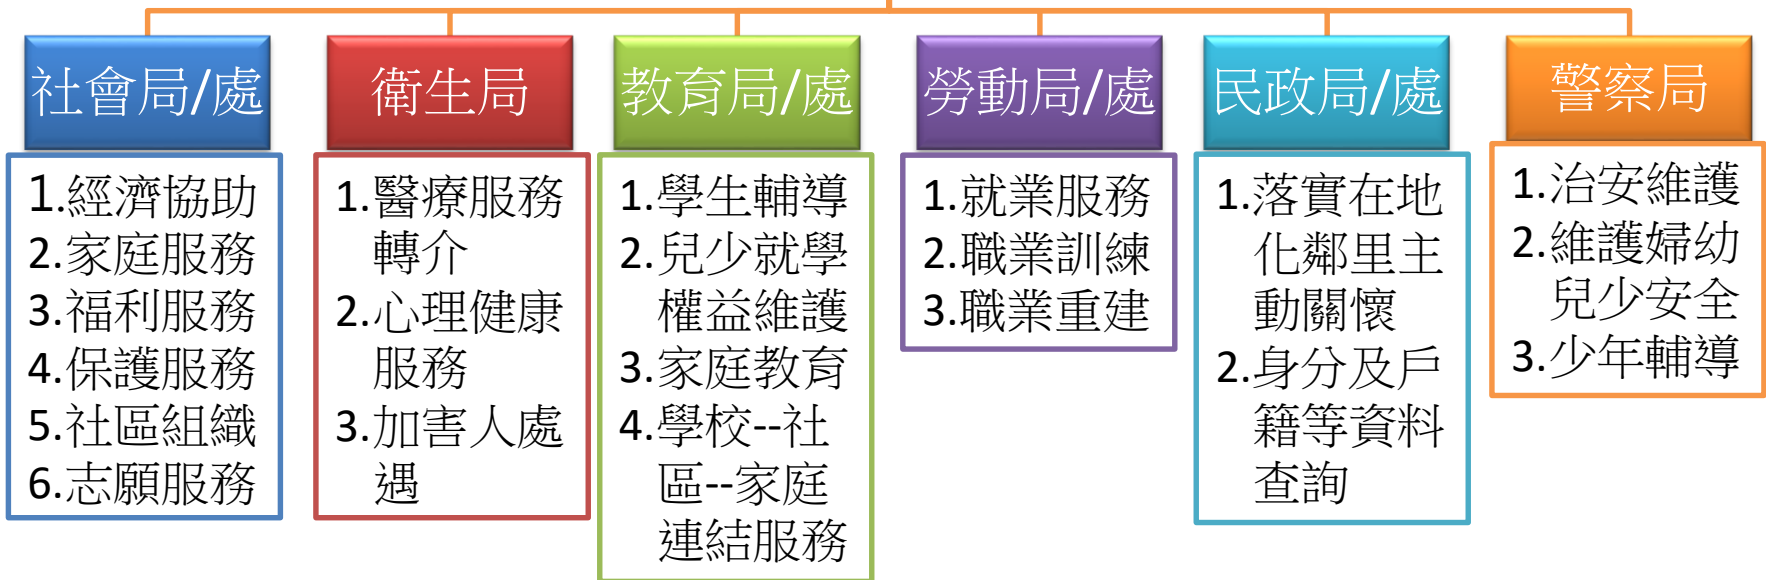 社會局/處
1.經濟協助
2.家庭服務
3.福利服務
4.保護服務
5.社區組織
6.志願服務
衛生局
1.醫療服務
轉介
2.心理健康
服務
3.加害人處
遇
教育局/處
1.學生輔導
2.兒少就學
權益維護
3.家庭教育
4.學校--社
區--家庭
連結服務
勞動局/處
1.就業服務
2.職業訓練
3.職業重建
民政局/處
1.落實在地
化鄰里主
動關懷
2.身分及戶
籍等資料
查詢
警察局
1.治安維護
2.維護婦幼
兒少安全
3.少年輔導